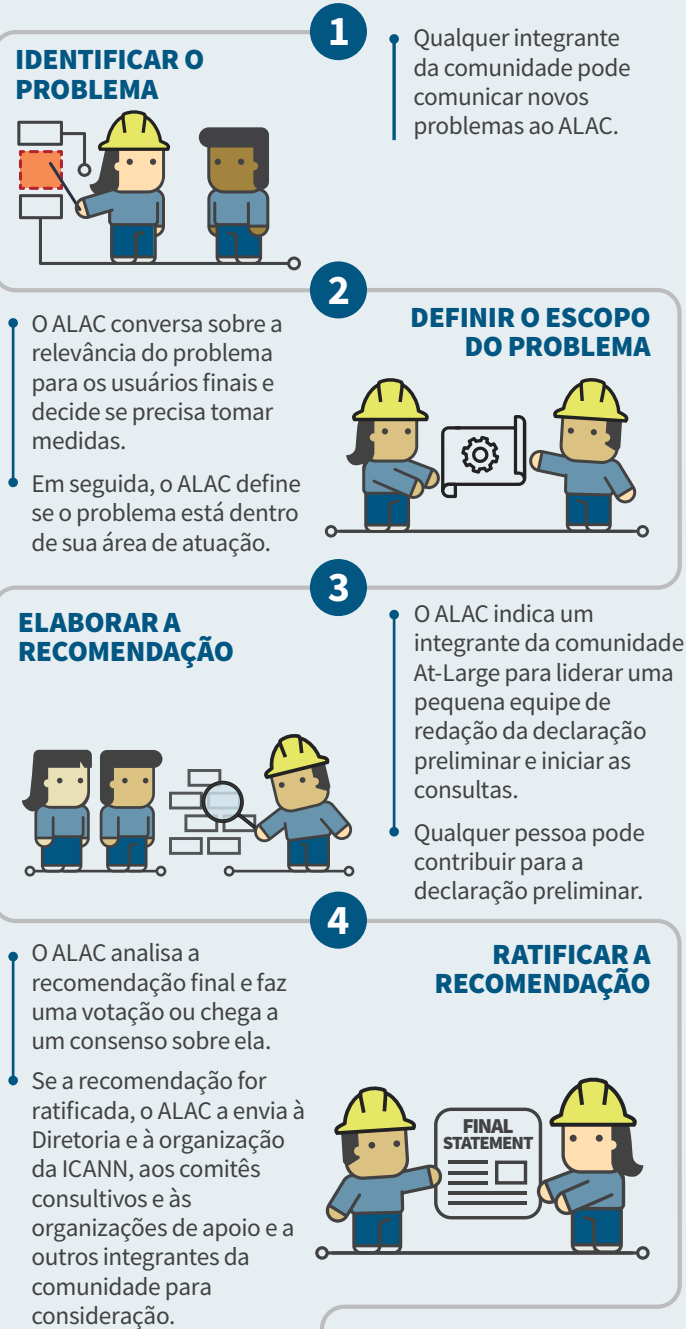 1
IDENTIFICAR O
PROBLEMA
Qualquer integrante
da comunidade pode
comunicar novos
problemas ao ALAC.
2
DEFINIR O ESCOPO
DO PROBLEMA
O ALAC conversa sobre a
relevância do problema
para os usuários finais e
decide se precisa tomar
medidas.
Em seguida, o ALAC define
se o problema está dentro
de sua área de atuação.
3
ELABORAR A
RECOMENDAÇÃO
O ALAC indica um
integrante da comunidade
At-Large para liderar uma
pequena equipe de
redação da declaração
preliminar e iniciar as
consultas.
Qualquer pessoa pode
contribuir para a
declaração preliminar.
4
RATIFICAR A
RECOMENDAÇÃO
O ALAC analisa a
recomendação final e faz
uma votação ou chega a
um consenso sobre ela.
Se a recomendação for
ratificada, o ALAC a envia à
Diretoria e à organização
da ICANN, aos comitês
consultivos e às
organizações de apoio e a
outros integrantes da
comunidade para
consideração.
FINAL
STATEMENT